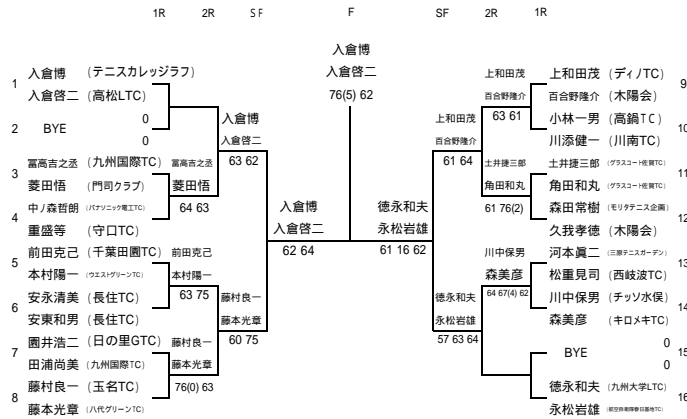 1R 2R SF F SF 2R 1R
入倉博
入倉啓二
76(5) 62
1 入倉博 (テニスカレッジラフ)
入倉啓二 (高松LTC)
2 BYE 0
0
3 冨高吉之丞 (九州国際TC)
菱田悟 (門司クラブ)
4 中ノ森哲朗 (パナソニック電工TC)
重盛等 (守口TC)
5 前田克己 (千葉田園TC)
本村陽一 (ウエストグリーンTC)
6 安永清美 (長住TC)
安東和男 (長住TC)
7 園井浩二 (日の里GTC)
田浦尚美 (九州国際TC)
8 藤村良一 (玉名TC)
藤本光章 (八代グリーンTC)
冨高吉之丞
菱田悟
64 63
前田克己
本村陽一
63 75
藤村良一
藤本光章
76(0) 63
入倉博
入倉啓二
63 62
藤村良一
藤本光章
60 75
入倉博
入倉啓二
62 64
徳永和夫
永松岩雄
61 16 62
上和田茂
百合野隆介
61 64
徳永和夫
永松岩雄
57 63 64
上和田茂
百合野隆介
63 61
土井捷三郎
角田和丸
61 76(2)
川中保男
森美彦
64 67(4) 62
上和田茂 (ディノTC) 9
百合野隆介 (木陽会)
小林一男 (高鍋TC) 10
川添健一 (川南TC)
土井捷三郎 (グラスコート佐賀TC) 11
角田和丸 (グラスコート佐賀TC)
森田常樹 (モリタテニス企画) 12
久我孝徳 (木陽会)
河本眞二 (三原テニスガーデン) 13
松重見司 (西岐波TC)
川中保男 (チッソ水俣) 14
森美彦 (キロメキTC)
BYE 0 15
0
徳永和夫 (九州大学LTC) 16
永松岩雄 (航空自衛隊春日基地TC)